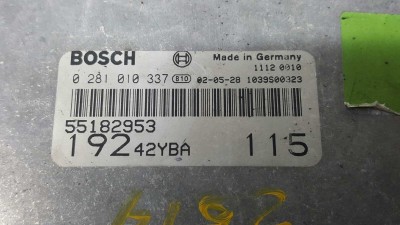 BOSCH Made in Germany
1112 0010
0 281 010 337 B10 02-05-28 1039S00323
55182953
192 42YBA 115